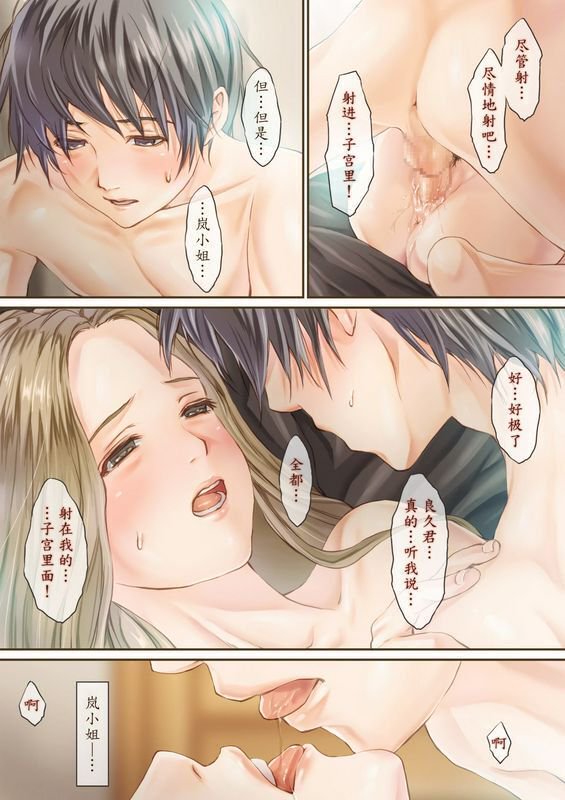 尽管射…
尽情地射吧…
射进…子宫里！
但…但是…
…岚小姐…
好…好极了
良久君…
真的…听我说…
全都…
射在我的…
…子宫里面！
啊
岚小姐—…
啊